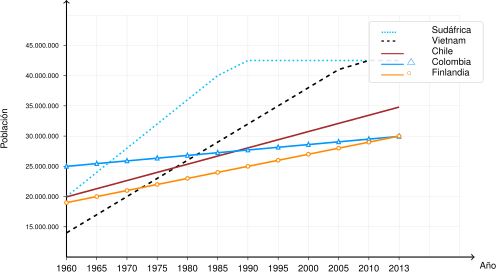 Sudáfrica
Vietnam
Chile
Colombia
Finlandia
45.000.000
40.000.000
35.000.000
30.000.000
25.000.000
20.000.000
15.000.000
Población
1960 1965 1970 1975 1980 1985 1990 1995 2000 2005 2010 2013
Año